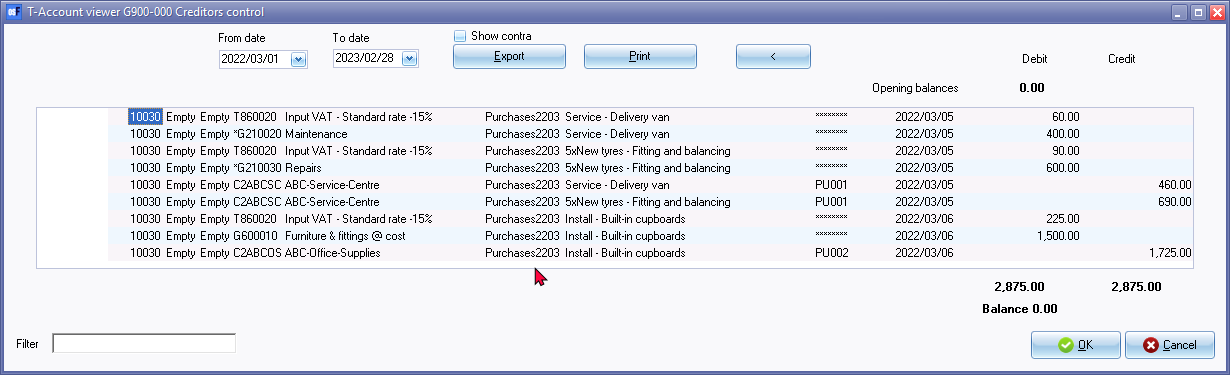 T-Account viewer G900-000 Creditors control
From date To date Show contra
2022/03/01 2023/02/28 Export Print < Debit Credit
Opening balances 0.00
10030 Empty Empty T860020 Input VAT - Standard rate -15% Purchases2203 Service - Delivery van ******** 2022/03/05 60.00
10030 Empty Empty *G210020 Maintenance Purchases2203 Service - Delivery van ******** 2022/03/05 400.00
10030 Empty Empty T860020 Input VAT - Standard rate -15% Purchases2203 5xNew tyres - Fitting and balancing ******** 2022/03/05 90.00
10030 Empty Empty *G210030 Repairs Purchases2203 5xNew tyres - Fitting and balancing ******** 2022/03/05 600.00
10030 Empty Empty C2ABCSC ABC-Service-Centre Purchases2203 Service - Delivery van PU001 2022/03/05 460.00
10030 Empty Empty C2ABCSC ABC-Service-Centre Purchases2203 5xNew tyres - Fitting and balancing PU001 2022/03/05 690.00
10030 Empty Empty T860020 Input VAT - Standard rate -15% Purchases2203 Install - Built-in cupboards ******** 2022/03/06 225.00
10030 Empty Empty G600010 Furniture & fittings @ cost Purchases2203 Install - Built-in cupboards ******** 2022/03/06 1,500.00
10030 Empty Empty C2ABCOS ABC-Office-Supplies Purchases2203 Install - Built-in cupboards PU002 2022/03/06 1,725.00
2,875.00 2,875.00
Balance 0.00
Filter OK Cancel